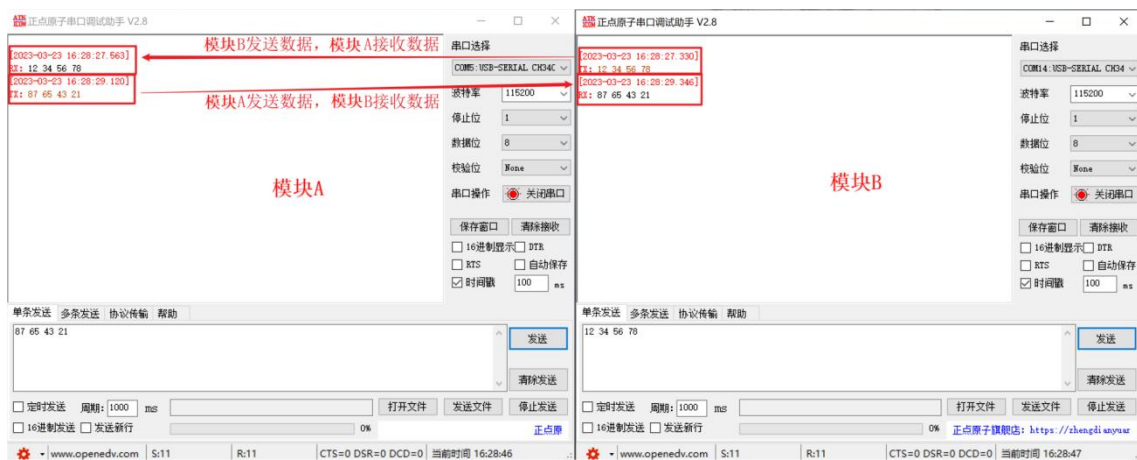 正点原子串口调试助手 V2.8
[2023-03-23 16:28:27.563]
RX: 12 34 56 78
[2023-03-23 16:28:29.120]
TX: 87 65 43 21
模块B发送数据，模块A接收数据
模块A发送数据，模块B接收数据
模块A
串口选择
COM5:USB-SERIAL CH34C
波特率 115200
停止位 1
数据位 8
校验位 None
串口操作 关闭串口
保存窗口 清除接收
16进制显示 DTR
RTS 自动保存
时间戳 100 ms
单条发送 多条发送 协议传输 帮助
87 65 43 21
发送
清除发送
定时发送 周期: 1000 ms 打开文件 发送文件 停止发送
16进制发送 发送新行 0% 正点原
www.openedv.com S:11 R:11 CTS=0 DSR=0 DCD=0 当前时间 16:28:46
正点原子串口调试助手 V2.8
[2023-03-23 16:28:27.330]
TX: 12 34 56 78
[2023-03-23 16:28:29.346]
RX: 87 65 43 21
模块B
串口选择
COM14:USB-SERIAL CH34
波特率 115200
停止位 1
数据位 8
校验位 None
串口操作 关闭串口
保存窗口 清除接收
16进制显示 DTR
RTS 自动保存
时间戳 100 ms
单条发送 多条发送 协议传输 帮助
12 34 56 78
发送
清除发送
定时发送 周期: 1000 ms 打开文件 发送文件 停止发送
16进制发送 发送新行 0% 正点原子旗舰店: https://zhengdianyuar
www.openedv.com S:11 R:11 CTS=0 DSR=0 DCD=0 当前时间 16:28:47